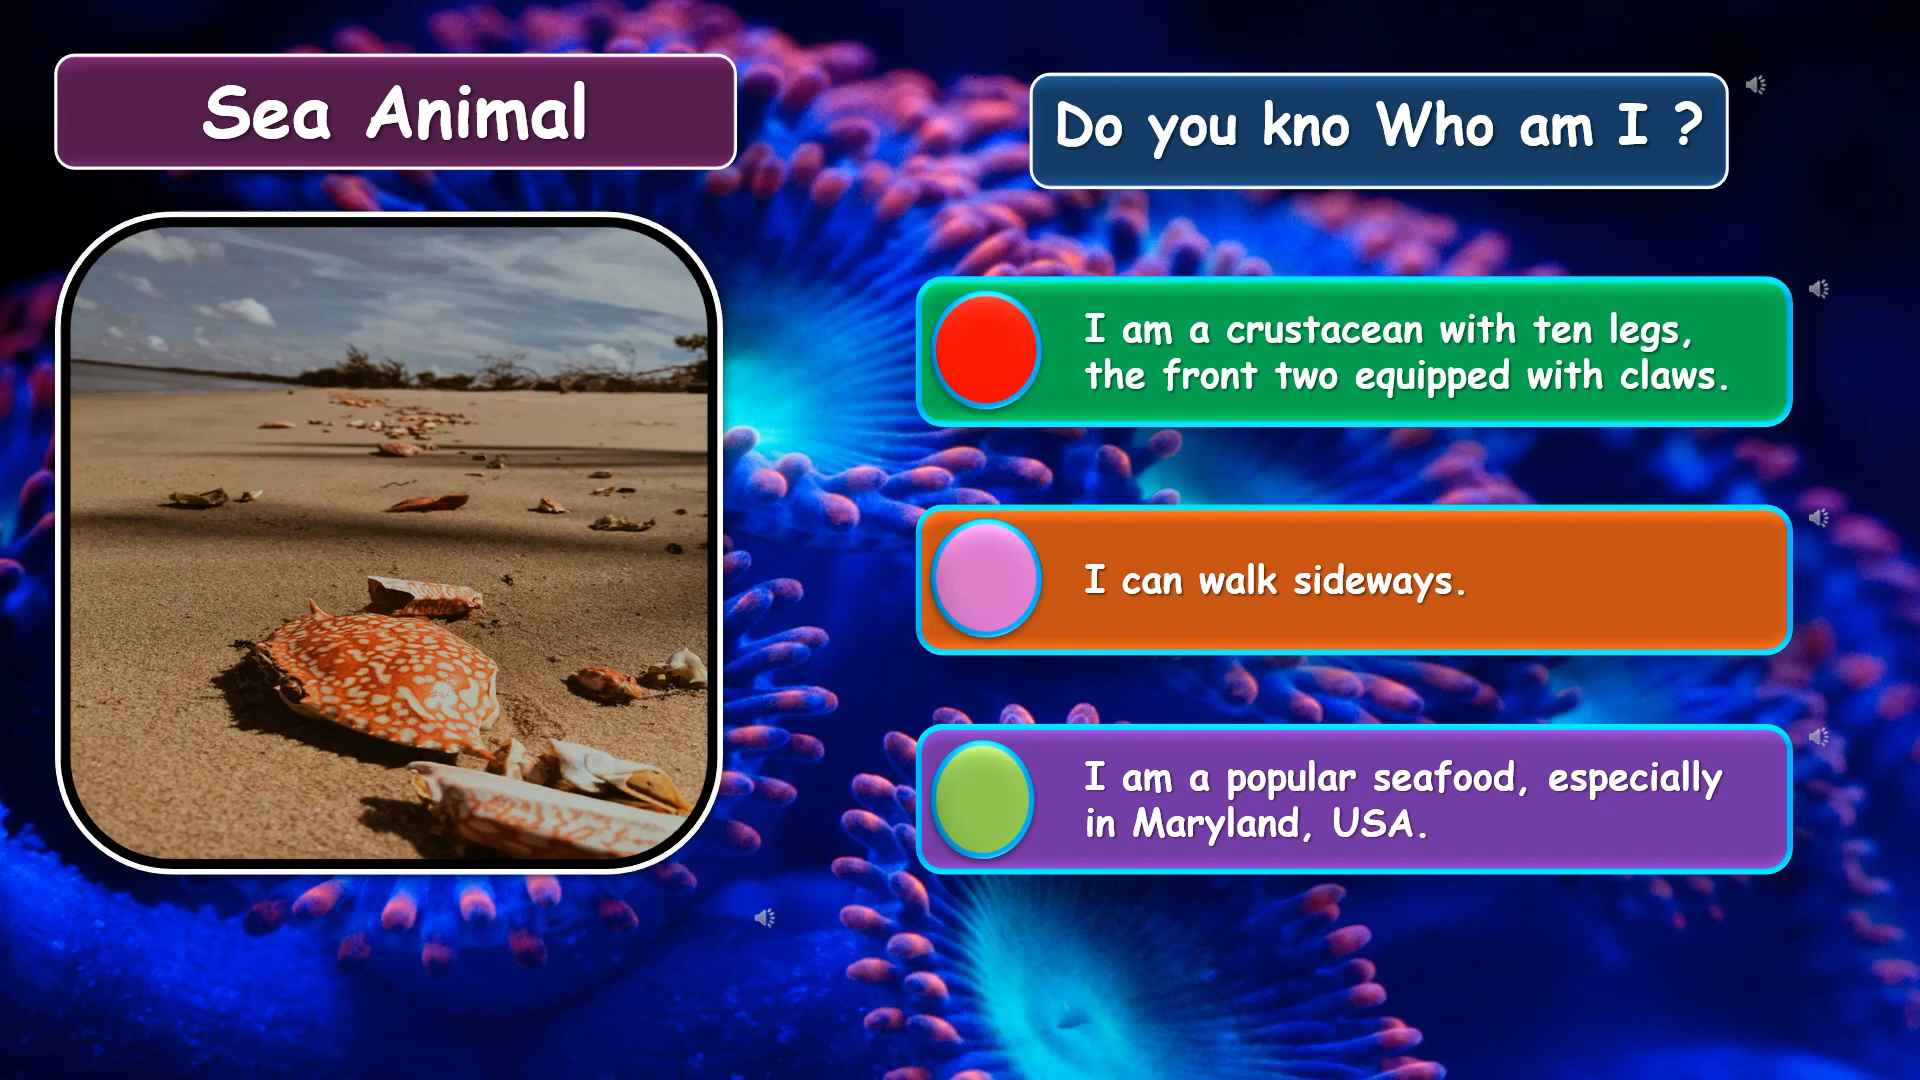 Sea Animal
Do you kno Who am I ?
I am a crustacean with ten legs,
the front two equipped with claws.
I can walk sideways.
I am a popular seafood, especially
in Maryland, USA.